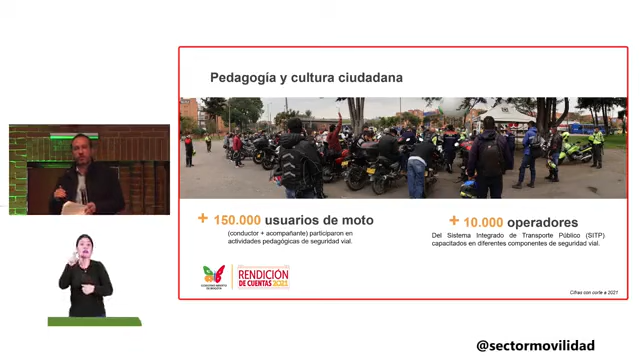 Pedagogía y cultura ciudadana
+ 150.000 usuarios de moto
(conductor + acompañante) participaron en
actividades pedagógicas de seguridad vial.
+ 10.000 operadores
Del Sistema Integrado de Transporte Público (SITP)
capacitados en diferentes componentes de seguridad vial.
RENDICIÓN
DE CUENTAS 2021
Cifras con corte a 2021
@sectormovilidad